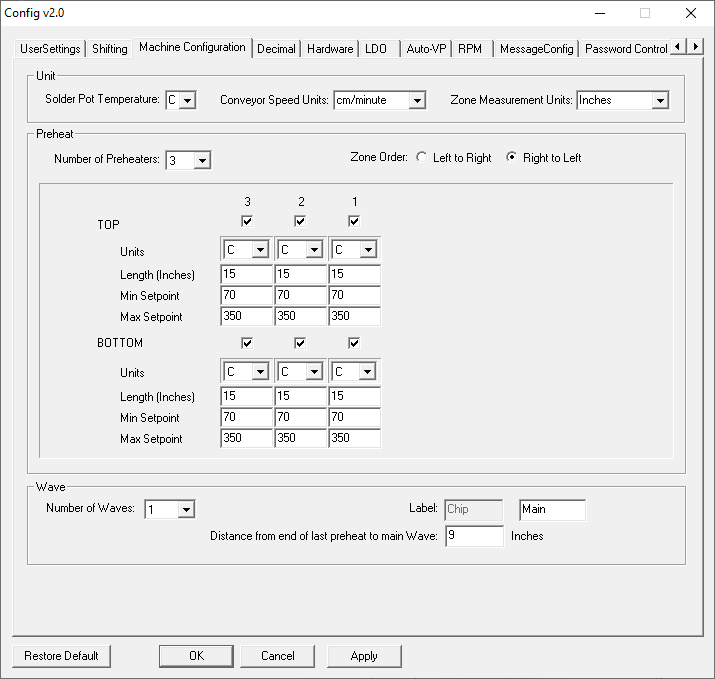 Config v2.0
UserSettings Shifting Machine Configuration Decimal Hardware LDO Auto-VP RPM MessageConfig Password Control
Unit
Solder Pot Temperature: C Conveyor Speed Units: cm/minute Zone Measurement Units: Inches
Preheat
Number of Preheaters: 3 Zone Order: Left to Right Right to Left
3 2 1
TOP
Units C C C
Length (Inches) 15 15 15
Min Setpoint 70 70 70
Max Setpoint 350 350 350
BOTTOM
Units C C C
Length (Inches) 15 15 15
Min Setpoint 70 70 70
Max Setpoint 350 350 350
Wave
Number of Waves: 1 Label: Chip Main
Distance from end of last preheat to main Wave: 9 Inches
Restore Default OK Cancel Apply